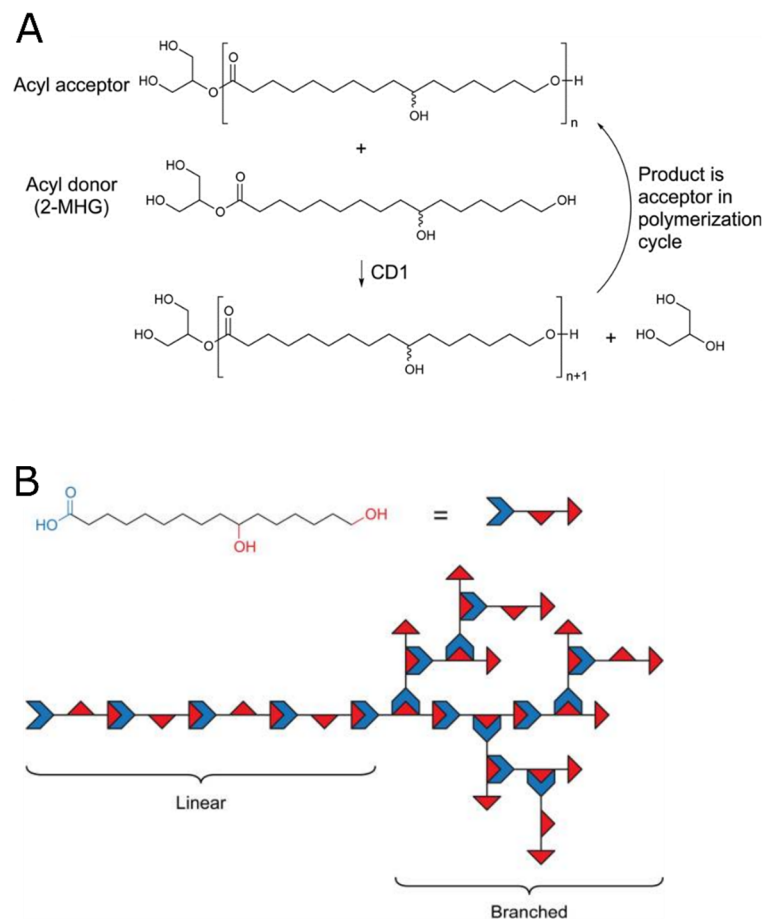 A
HO
Acyl acceptor
HO
O
O
O
H
OH
n
+
Acyl donor
(2-MHG)
HO
HO
O
O
OH
OH
CD1
Product is
acceptor in
polymerization
cycle
HO
HO
O
O
O
H
OH
n+1
+
HO
HO
OH
B
O
HO
OH
OH
=
Linear
Branched